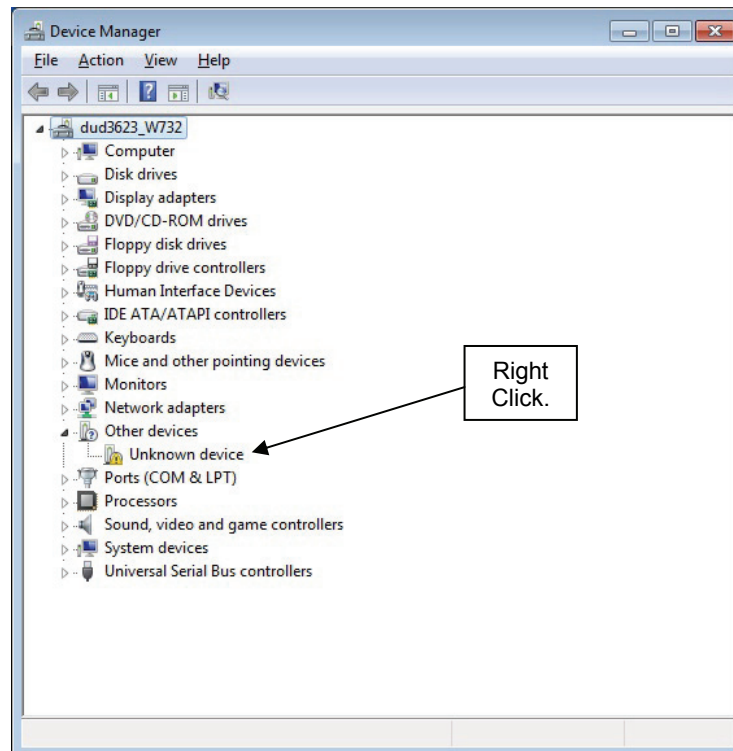 Device Manager
File Action View Help
dud3623_W732
Computer
Disk drives
Display adapters
DVD/CD-ROM drives
Floppy disk drives
Floppy drive controllers
Human Interface Devices
IDE ATA/ATAPI controllers
Keyboards
Mice and other pointing devices
Monitors
Network adapters
Other devices
Unknown device
Ports (COM & LPT)
Processors
Sound, video and game controllers
System devices
Universal Serial Bus controllers
Right
Click.